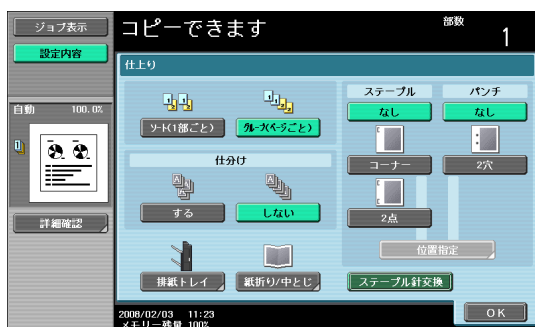 ジョブ表示
設定内容
コピーできます
部数
1
仕上り
自動 100.0%
1
ソート(1部ごと)
グループ(ページごと)
仕分け
する
しない
ステープル
なし
コーナー
2点
パンチ
なし
2穴
位置指定
詳細確認
排紙トレイ
紙折り/中とじ
ステープル針交換
2008/02/03 11:23
メモリー残量 100%
OK